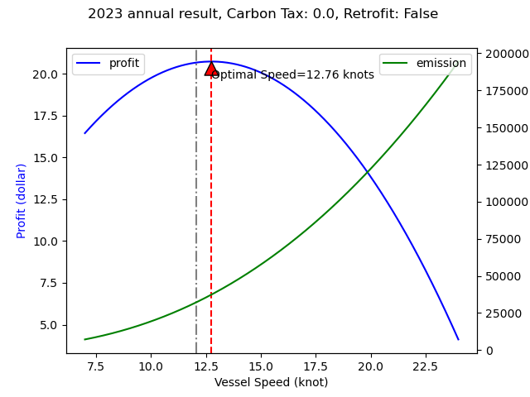 2023 annual result, Carbon Tax: 0.0, Retrofit: False
profit
emission
Optimal Speed=12.76 knots
20.0
17.5
15.0
12.5
10.0
7.5
5.0
Profit (dollar)
200000
175000
150000
125000
100000
75000
50000
25000
0
7.5 10.0 12.5 15.0 17.5 20.0 22.5
Vessel Speed (knot)